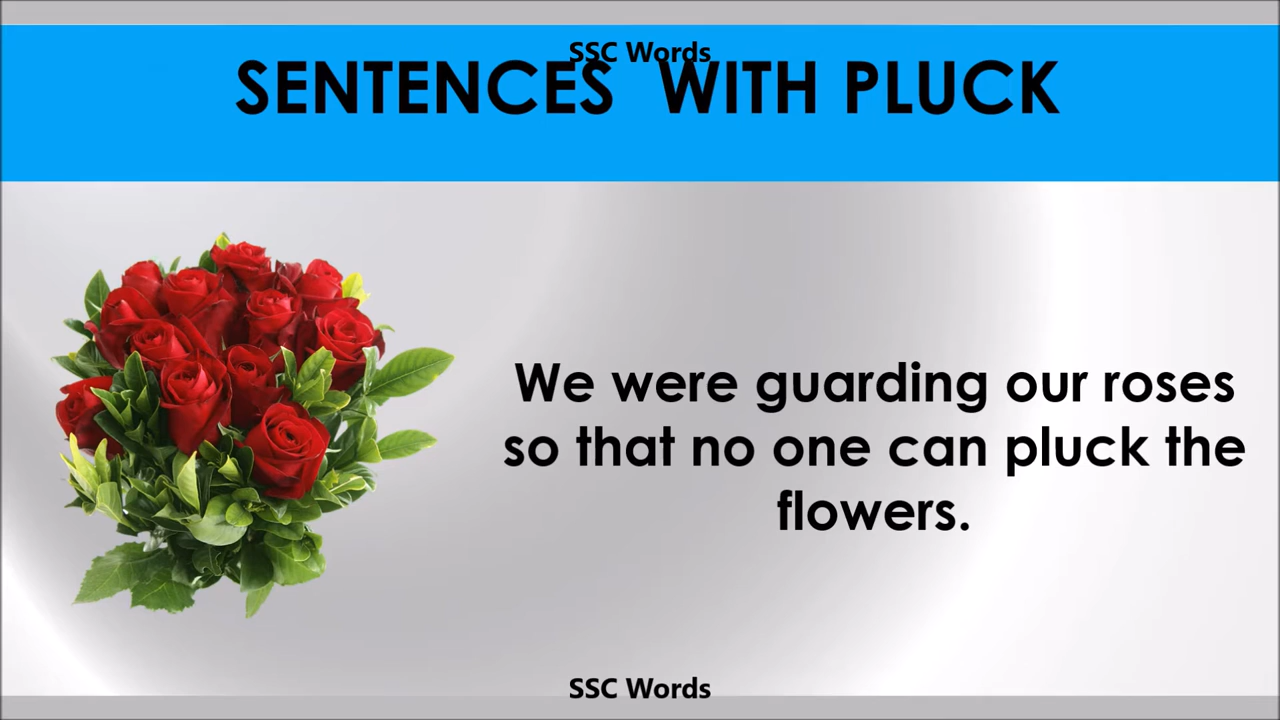 SSC Words
SENTENCES WITH PLUCK
We were guarding our roses
so that no one can pluck the
flowers.
SSC Words